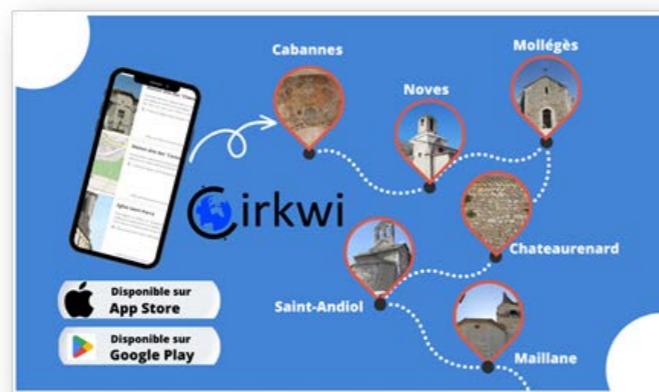 Cabannes
Noves
Mollégès
Cirkwi
Chateaurenard
Saint-Andiol
Maillane
Disponible sur
App Store
Disponible sur
Google Play